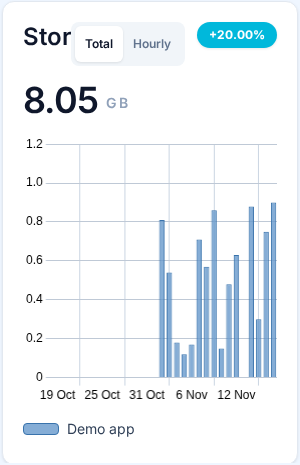 Stor
Total
Hourly
+20.00%
8.05 GB
1.2
1.0
0.8
0.6
0.4
0.2
0
19 Oct 25 Oct 31 Oct 6 Nov 12 Nov
Demo app